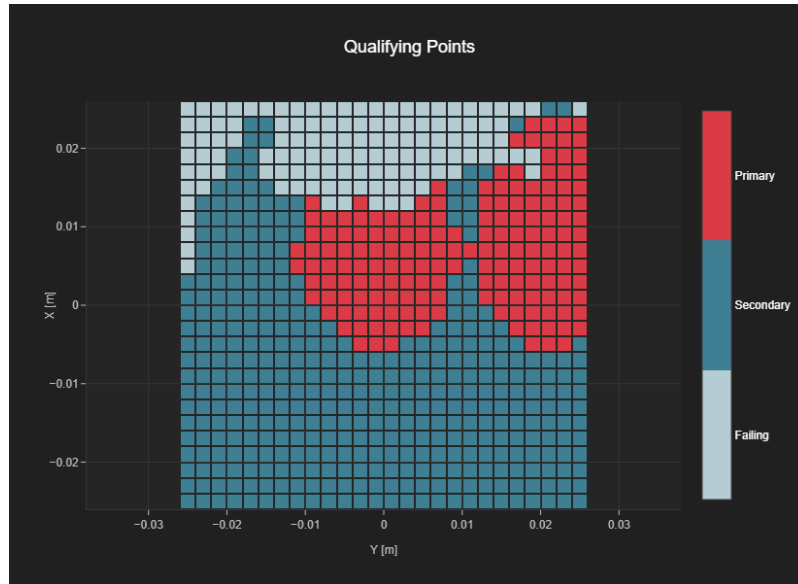 Qualifying Points
0.02
0.01
0
−0.01
−0.02
X [m]
−0.03
−0.02
−0.01
0
0.01
0.02
0.03
Y [m]
Primary
Secondary
Failing